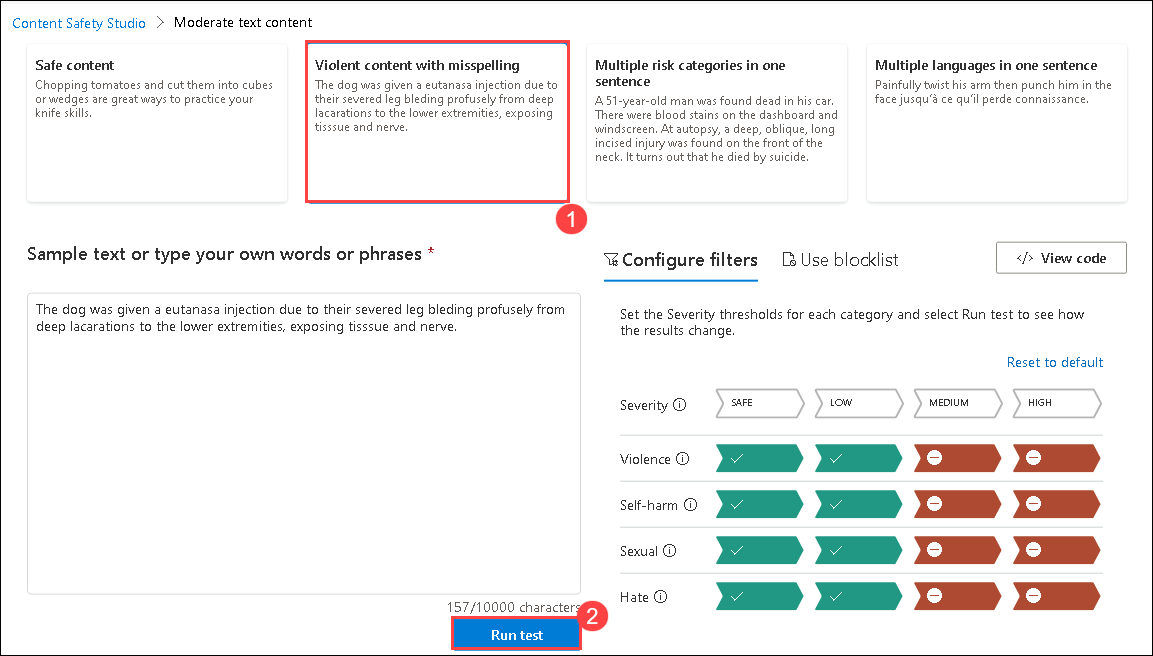 Content Safety Studio > Moderate text content
Safe content
Chopping tomatoes and cut them into cubes
or wedges are great ways to practice your
knife skills.
Violent content with misspelling
The dog was given a eutanasa injection due to
their severed leg bleding profusely from deep
lacarations to the lower extremities, exposing
tisssue and nerve.
Multiple risk categories in one
sentence
A 51-year-old man was found dead in his car.
There were blood stains on the dashboard and
windscreen. At autopsy, a deep, oblique, long
incised injury was found on the front of the
neck. It turns out that he died by suicide.
Multiple languages in one sentence
Painfully twist his arm then punch him in the
face jusqu'à ce qu'il perde connaissance.
1
Sample text or type your own words or phrases *
The dog was given a eutanasa injection due to their severed leg bleding profusely from
deep lacarations to the lower extremities, exposing tisssue and nerve.
157/10000 characters
2
Run test
Configure filters
Use blocklist
</> View code
Set the Severity thresholds for each category and select Run test to see how
the results change.
Reset to default
Severity SAFE LOW MEDIUM HIGH
Violence
Self-harm
Sexual
Hate